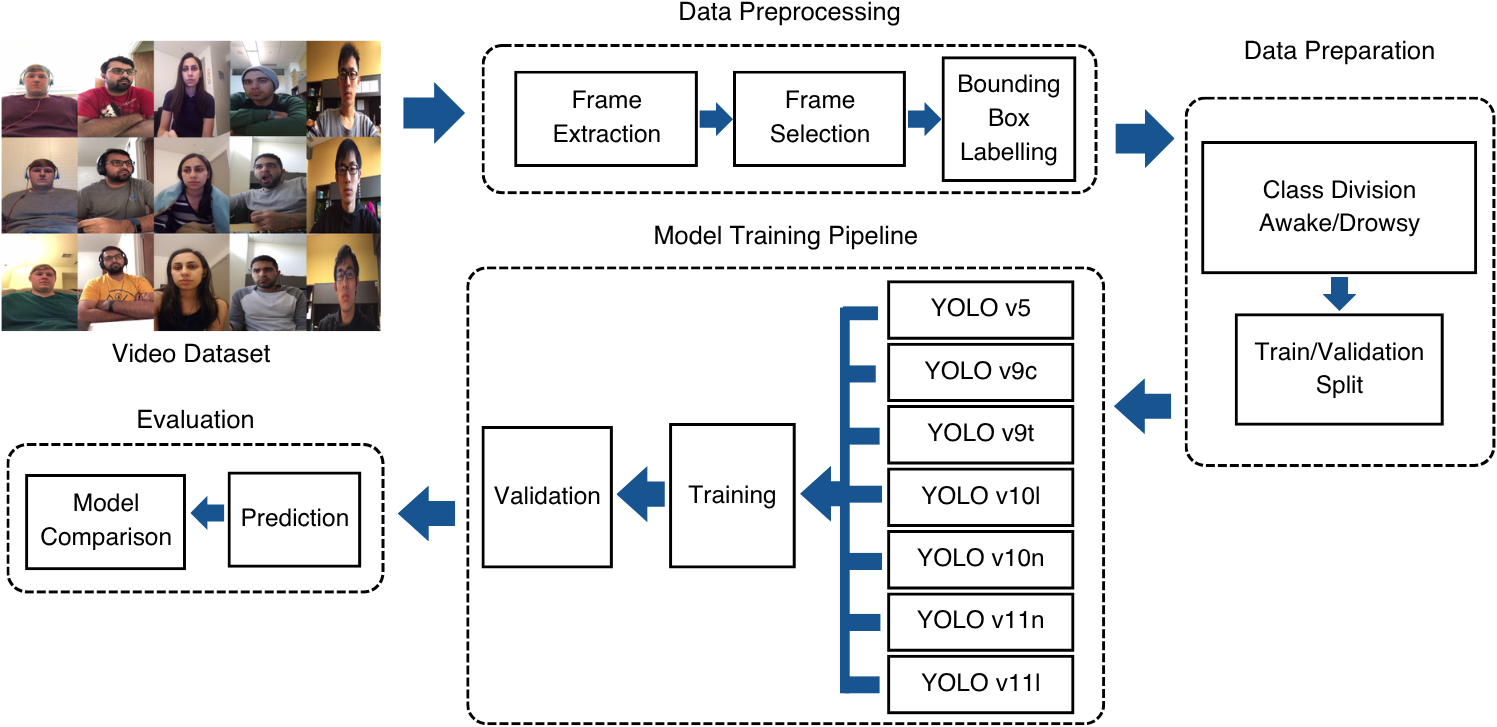 Data Preprocessing
Frame
Extraction
Frame
Selection
Bounding
Box
Labelling
Data Preparation
Class Division
Awake/Drowsy
Train/Validation
Split
Video Dataset
Model Training Pipeline
YOLO v5
YOLO v9c
YOLO v9t
YOLO v10l
YOLO v10n
YOLO v11n
YOLO v11l
Training
Validation
Evaluation
Prediction
Model
Comparison